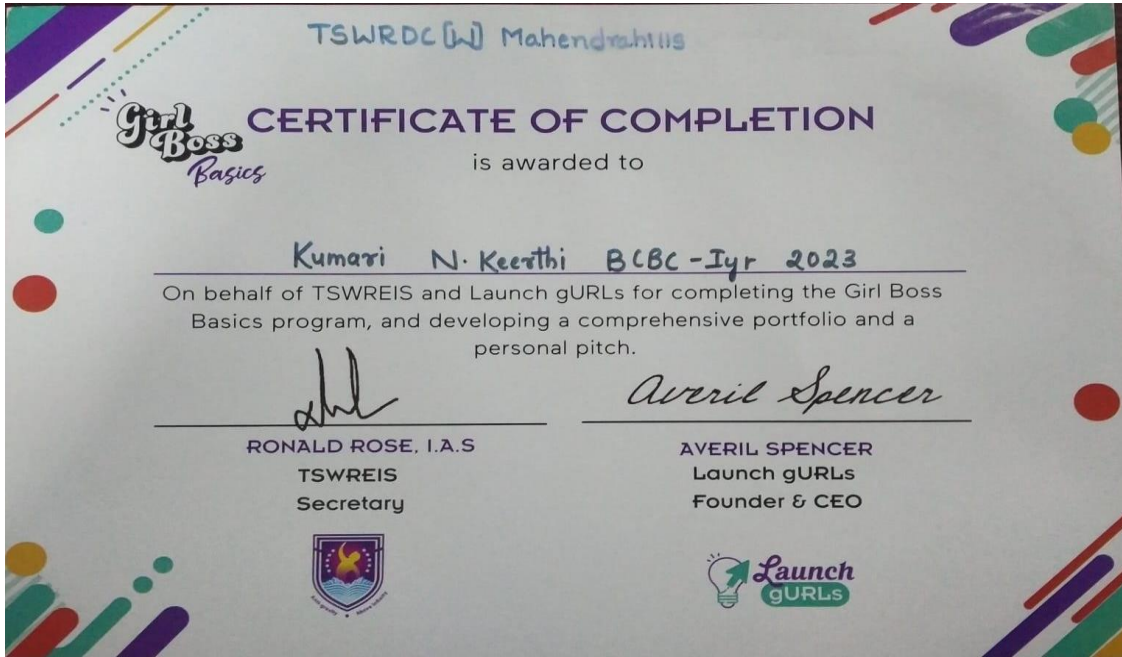 TSWRDC [W] Mahendrahills
Girl
Boss
Basics
CERTIFICATE OF COMPLETION
is awarded to
Kumari N. Keerthi BCBC - Iyr 2023
On behalf of TSWREIS and Launch gURLs for completing the Girl Boss
Basics program, and developing a comprehensive portfolio and a
personal pitch.
Averil Spencer
RONALD ROSE, I.A.S
TSWREIS
Secretary
AVERIL SPENCER
Launch gURLs
Founder & CEO
Launch
gURLs